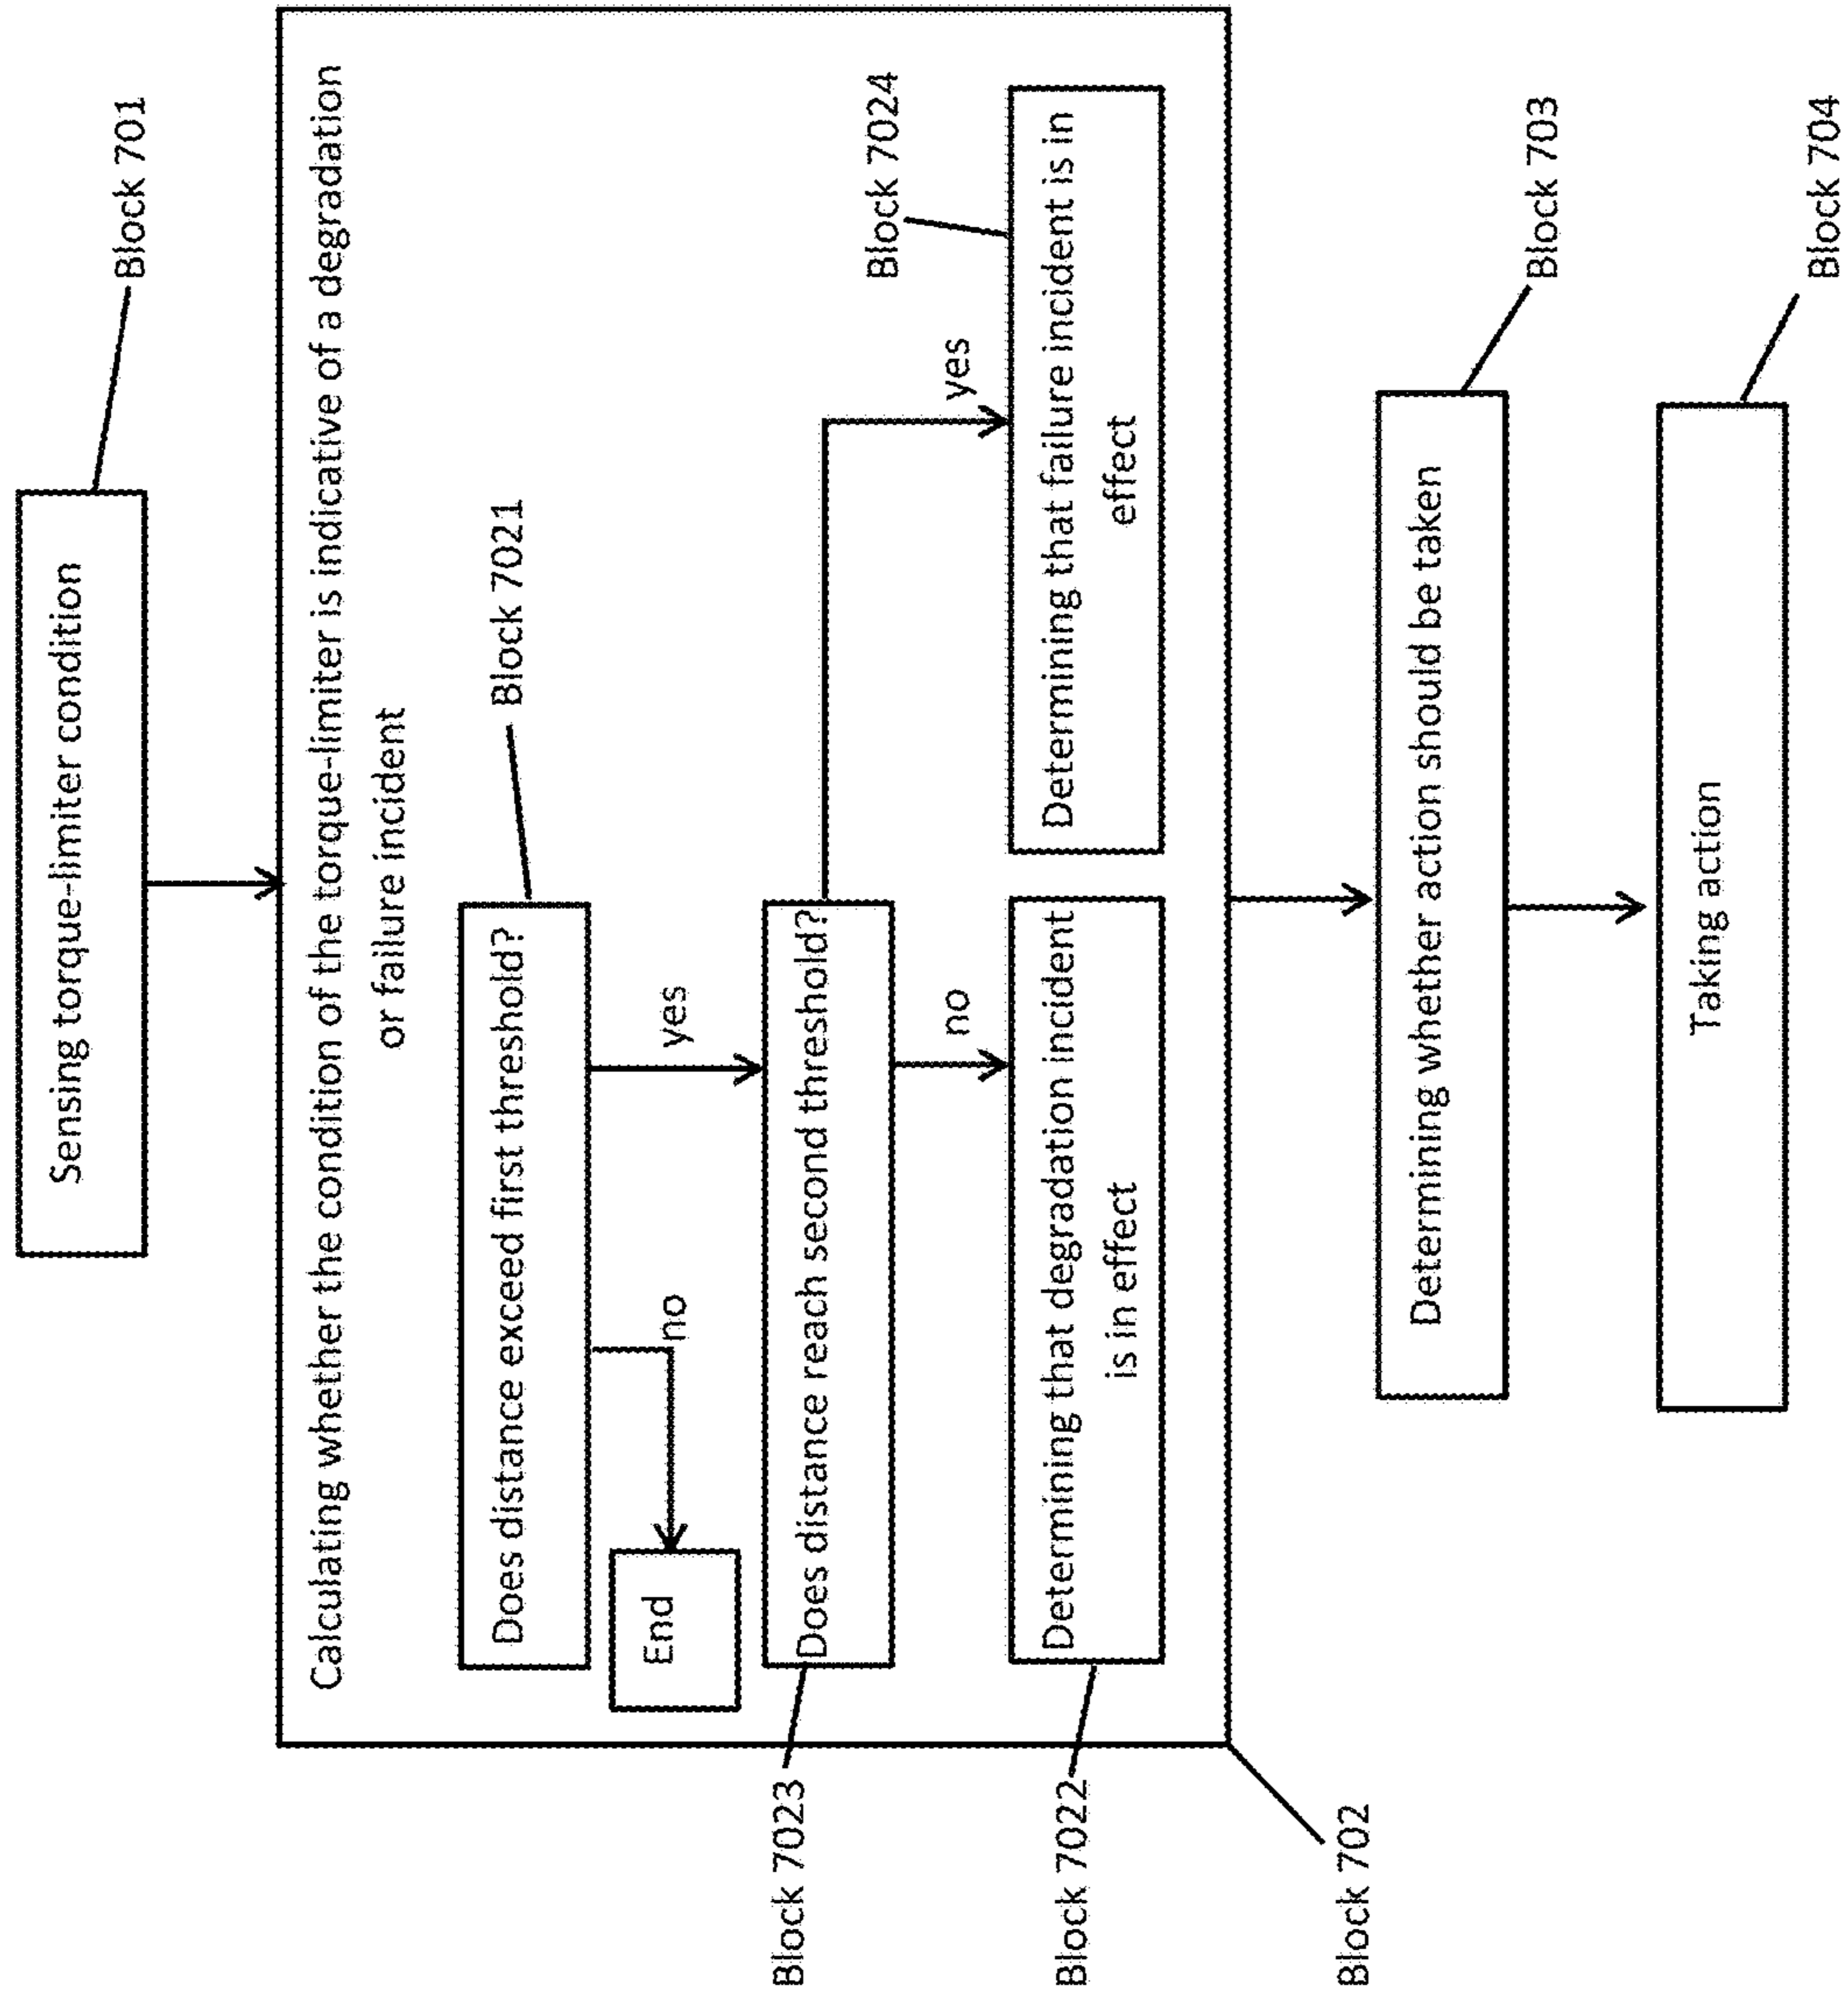 Sensing torque-limiter condition
Block 701
Calculating whether the condition of the torque-limiter is indicative of a degradation
or failure incident
Block 7021
Does distance exceed first threshold?
no
yes
End
Block 7023
Does distance reach second threshold?
no
yes
Block 7024
Block 7022
Determining that degradation incident
is in effect
Determining that failure incident is in
effect
Block 702
Determining whether action should be taken
Block 703
Taking action
Block 704